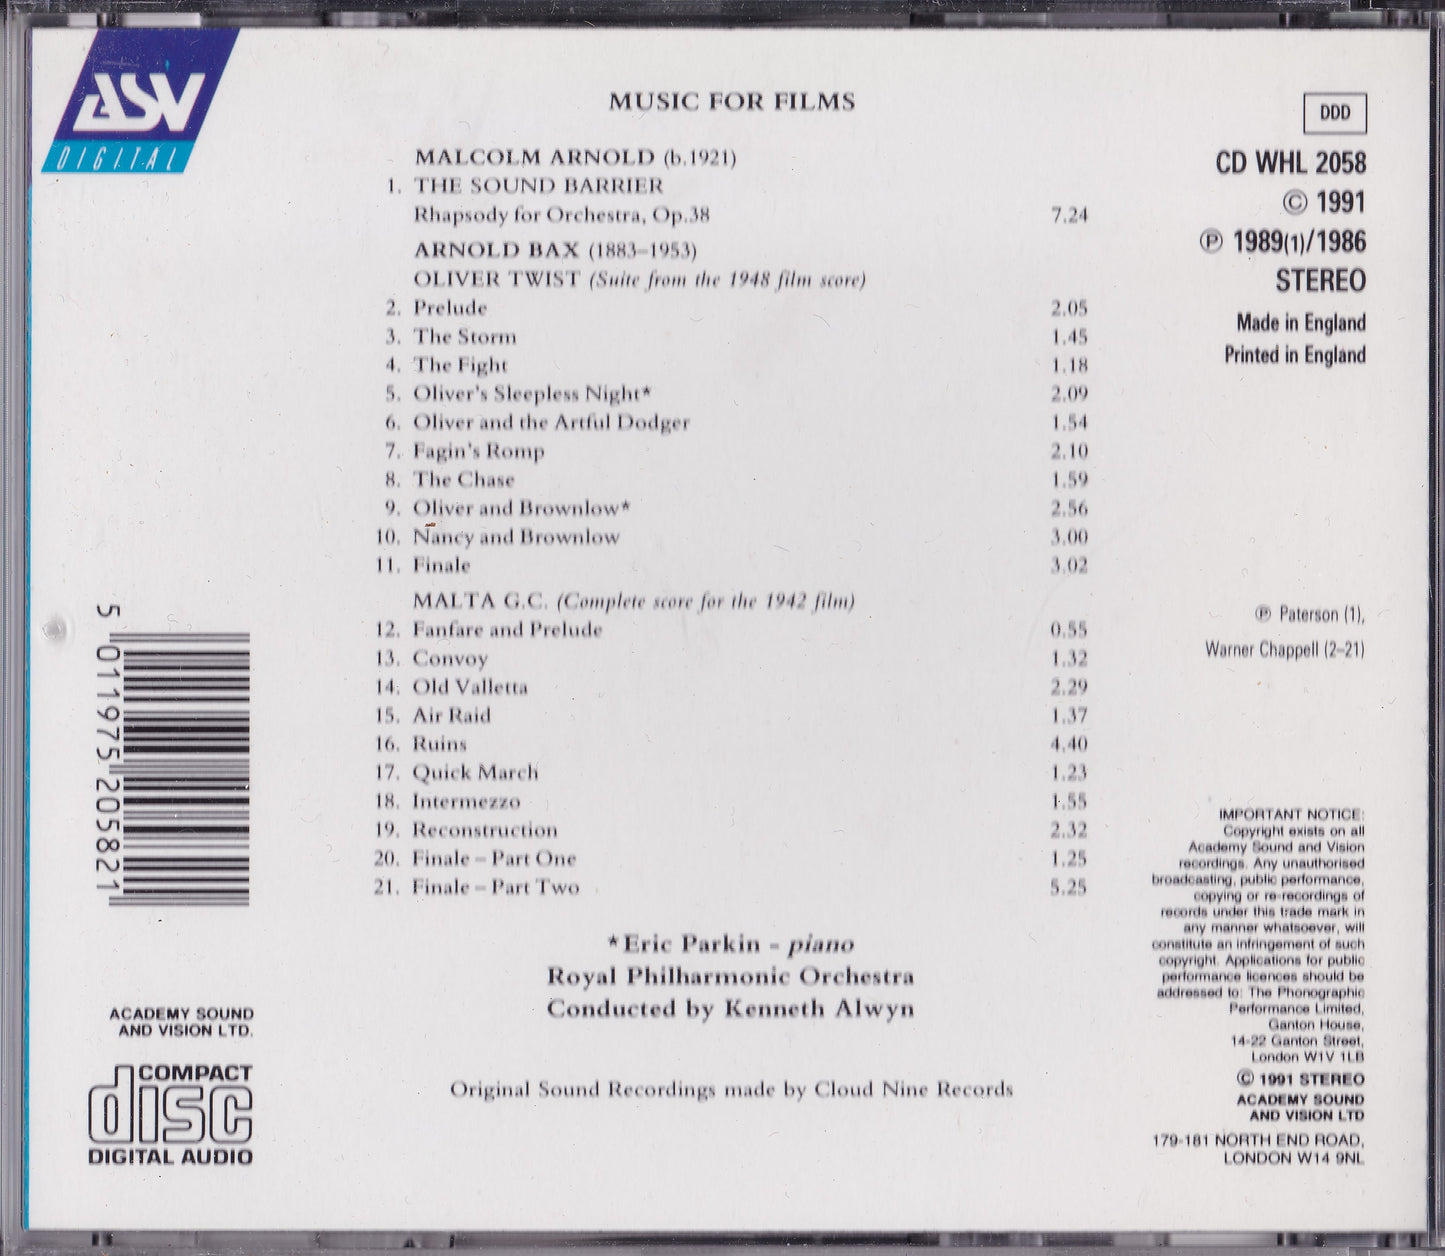 ASV
DIGITAL
MUSIC FOR FILMS
MALCOLM ARNOLD (b.1921)
1. THE SOUND BARRIER
Rhapsody for Orchestra, Op.38 7.24
ARNOLD BAX (1883–1953)
OLIVER TWIST (Suite from the 1948 film score)
2. Prelude 2.05
3. The Storm 1.45
4. The Fight 1.18
5. Oliver's Sleepless Night* 2.09
6. Oliver and the Artful Dodger 1.54
7. Fagin's Romp 2.10
8. The Chase 1.59
9. Oliver and Brownlow* 2.56
10. Nancy and Brownlow 3.00
11. Finale 3.02
MALTA G.C. (Complete score for the 1942 film)
12. Fanfare and Prelude 0.55
13. Convoy 1.32
14. Old Valletta 2.29
15. Air Raid 1.37
16. Ruins 4.40
17. Quick March 1.23
18. Intermezzo 1.55
19. Reconstruction 2.32
20. Finale – Part One 1.25
21. Finale – Part Two 5.25
*Eric Parkin – piano
Royal Philharmonic Orchestra
Conducted by Kenneth Alwyn
Original Sound Recordings made by Cloud Nine Records
DDD
CD WHL 2058
© 1991
℗ 1989(1)/1986
STEREO
Made in England
Printed in England
℗ Paterson (1),
Warner Chappell (2–21)
IMPORTANT NOTICE:
Copyright exists on all
Academy Sound and Vision
recordings. Any unauthorised
broadcasting, public performance,
copying or re-recordings of
records under this trade mark in
any manner whatsoever, will
constitute an infringement of such
copyright. Applications for public
performance licences should be
addressed to: The Phonographic
Performance Limited,
Ganton House,
14-22 Ganton Street,
London W1V 1LB
© 1991 STEREO
ACADEMY SOUND
AND VISION LTD
179-181 NORTH END ROAD,
LONDON W14 9NL
5 011975 205821
ACADEMY SOUND
AND VISION LTD.
COMPACT
disc
DIGITAL AUDIO